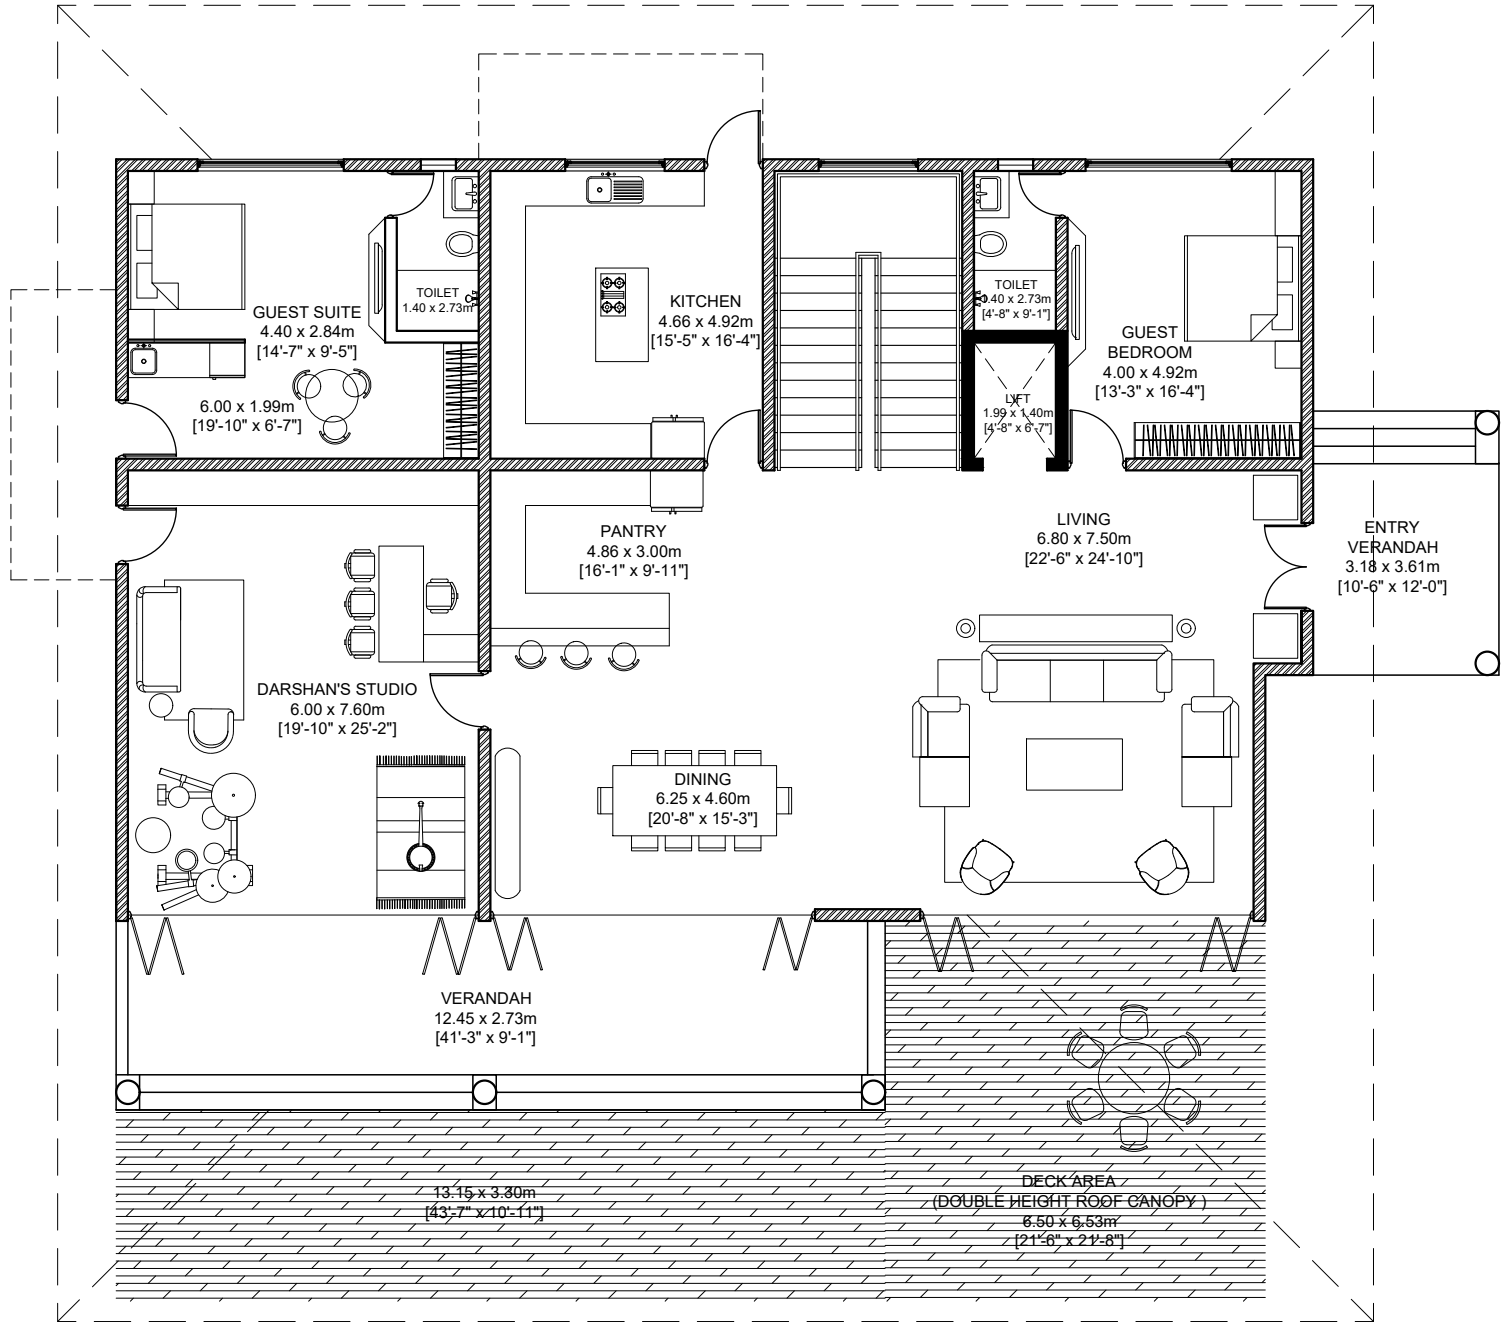 GUEST SUITE
4.40 x 2.84m
[14'-7" x 9'-5"]
6.00 x 1.99m
[19'-10" x 6'-7"]
TOILET
1.40 x 2.73m
KITCHEN
4.66 x 4.92m
[15'-5" x 16'-4"]
TOILET
1.40 x 2.73m
[4'-8" x 9'-1"]
LIFT
1.99 x 1.40m
[4'-8" x 6'-7"]
GUEST
BEDROOM
4.00 x 4.92m
[13'-3" x 16'-4"]
PANTRY
4.86 x 3.00m
[16'-1" x 9'-11"]
LIVING
6.80 x 7.50m
[22'-6" x 24'-10"]
ENTRY
VERANDAH
3.18 x 3.61m
[10'-6" x 12'-0"]
DARSHAN'S STUDIO
6.00 x 7.60m
[19'-10" x 25'-2"]
DINING
6.25 x 4.60m
[20'-8" x 15'-3"]
VERANDAH
12.45 x 2.73m
[41'-3" x 9'-1"]
13.15 x 3.30m
[43'-7" x 10'-11"]
DECK AREA
(DOUBLE HEIGHT ROOF CANOPY )
6.50 x 6.53m
[21'-6" x 21'-8"]